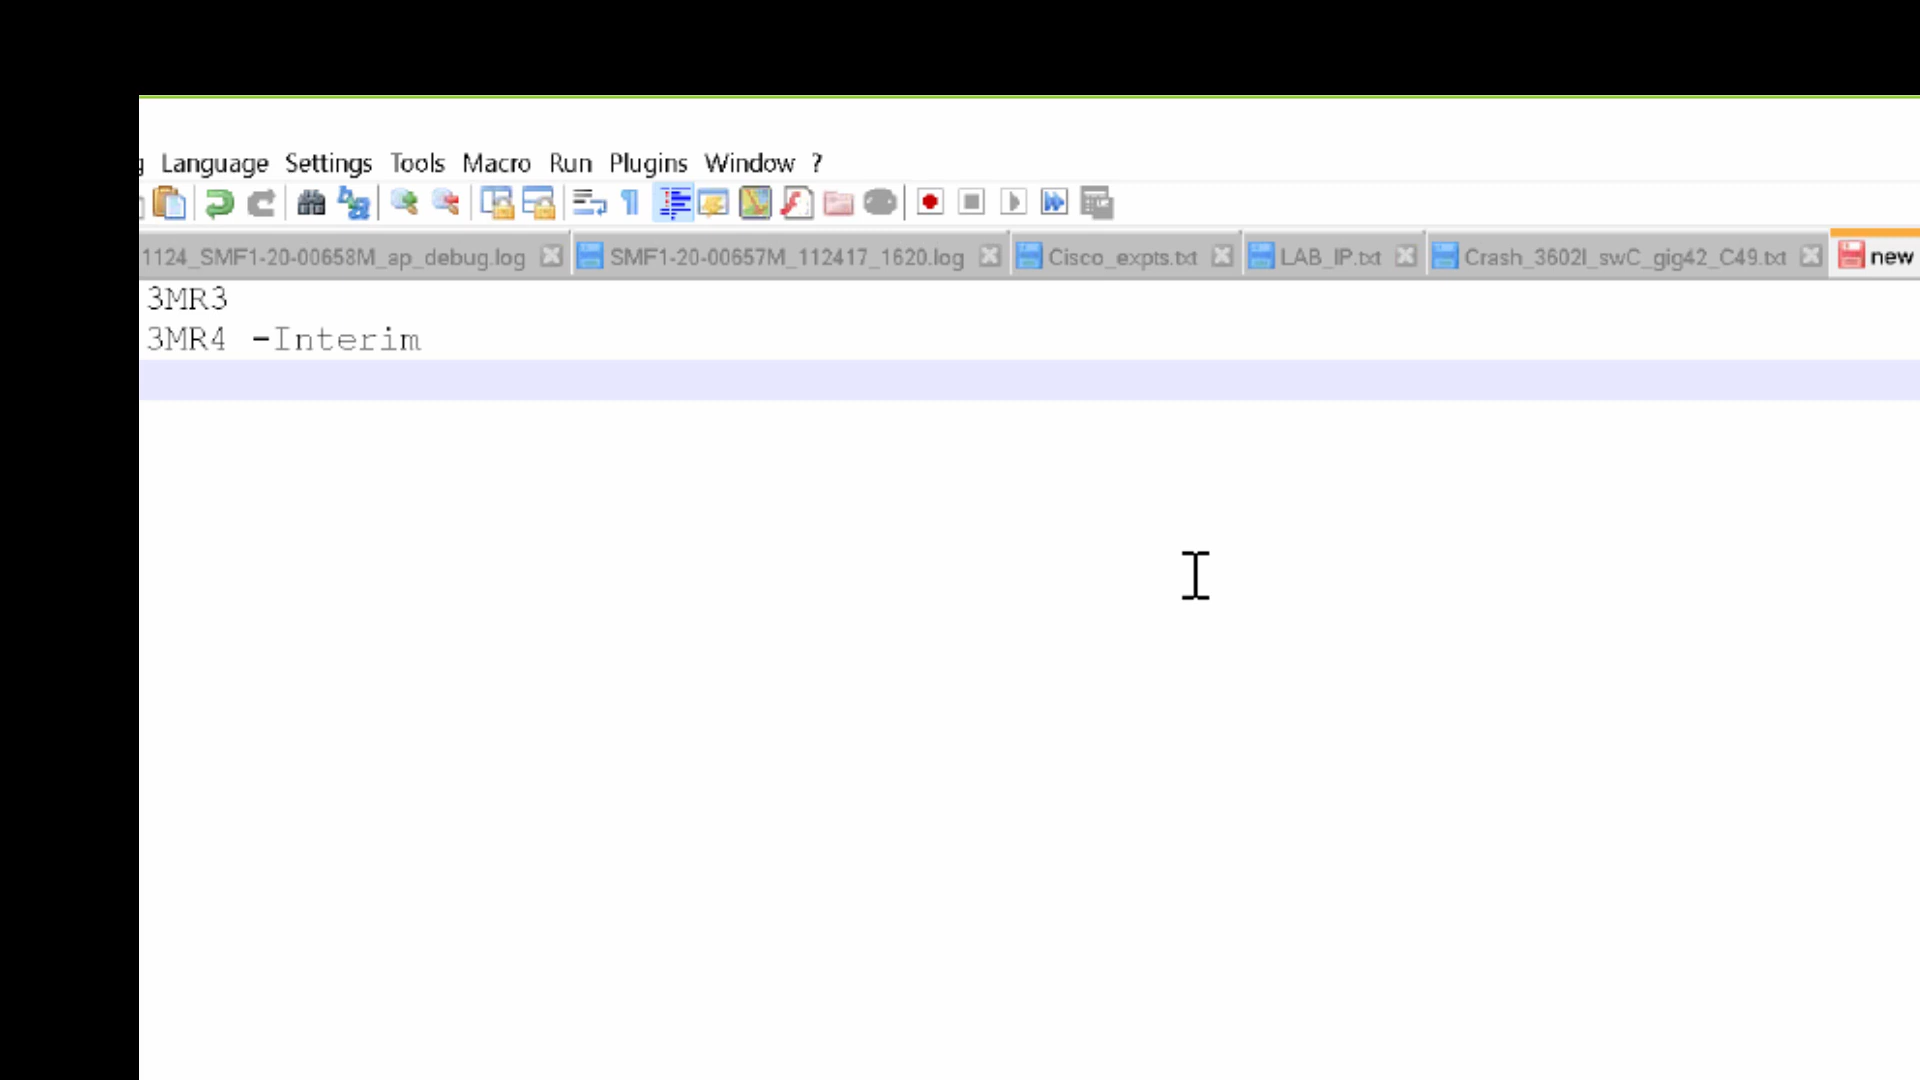 Language Settings Tools Macro Run Plugins Window ?
1124_SMF1-20-00658M_ap_debug.log SMF1-20-00657M_112417_1620.log Cisco_expts.txt LAB_IP.txt Crash_3602I_swC_gig42_C49.txt new
3MR3
3MR4 -Interim